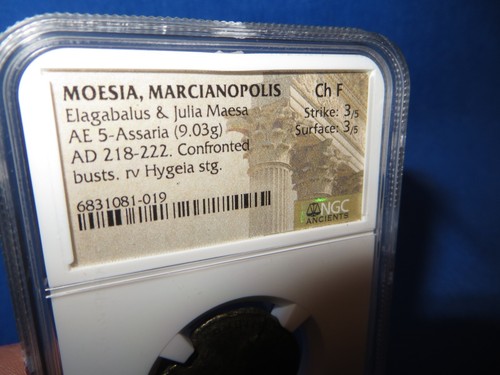 MOESIA, MARCIANOPOLIS Ch F
Elagabalus & Julia Maesa Strike: 3/5
AE 5-Assaria (9.03g) Surface: 3/5
AD 218-222. Confronted
busts. rv Hygeia stg.
6831081-019
NGC
ANCIENTS